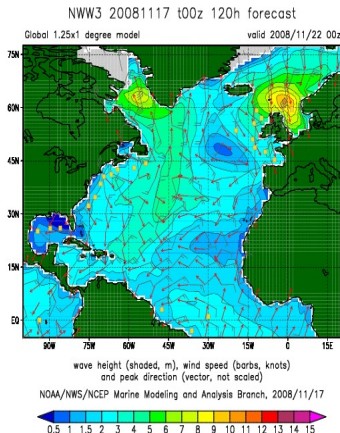 NWW3 20081117 t00z 120h forecast
Global 1.25x1 degree model valid 2008/11/22 00z
75N
60N
45N
30N
15N
EQ
90W 75W 60W 45W 30W 15W 0 15E
wave height (shaded, m), wind speed (barbs, knots)
and peak direction (vector, not scaled)
NOAA/NWS/NCEP Marine Modeling and Analysis Branch, 2008/11/17
0.5 1 1.5 2 3 4 5 6 7 8 9 10 11 12 13 14 15